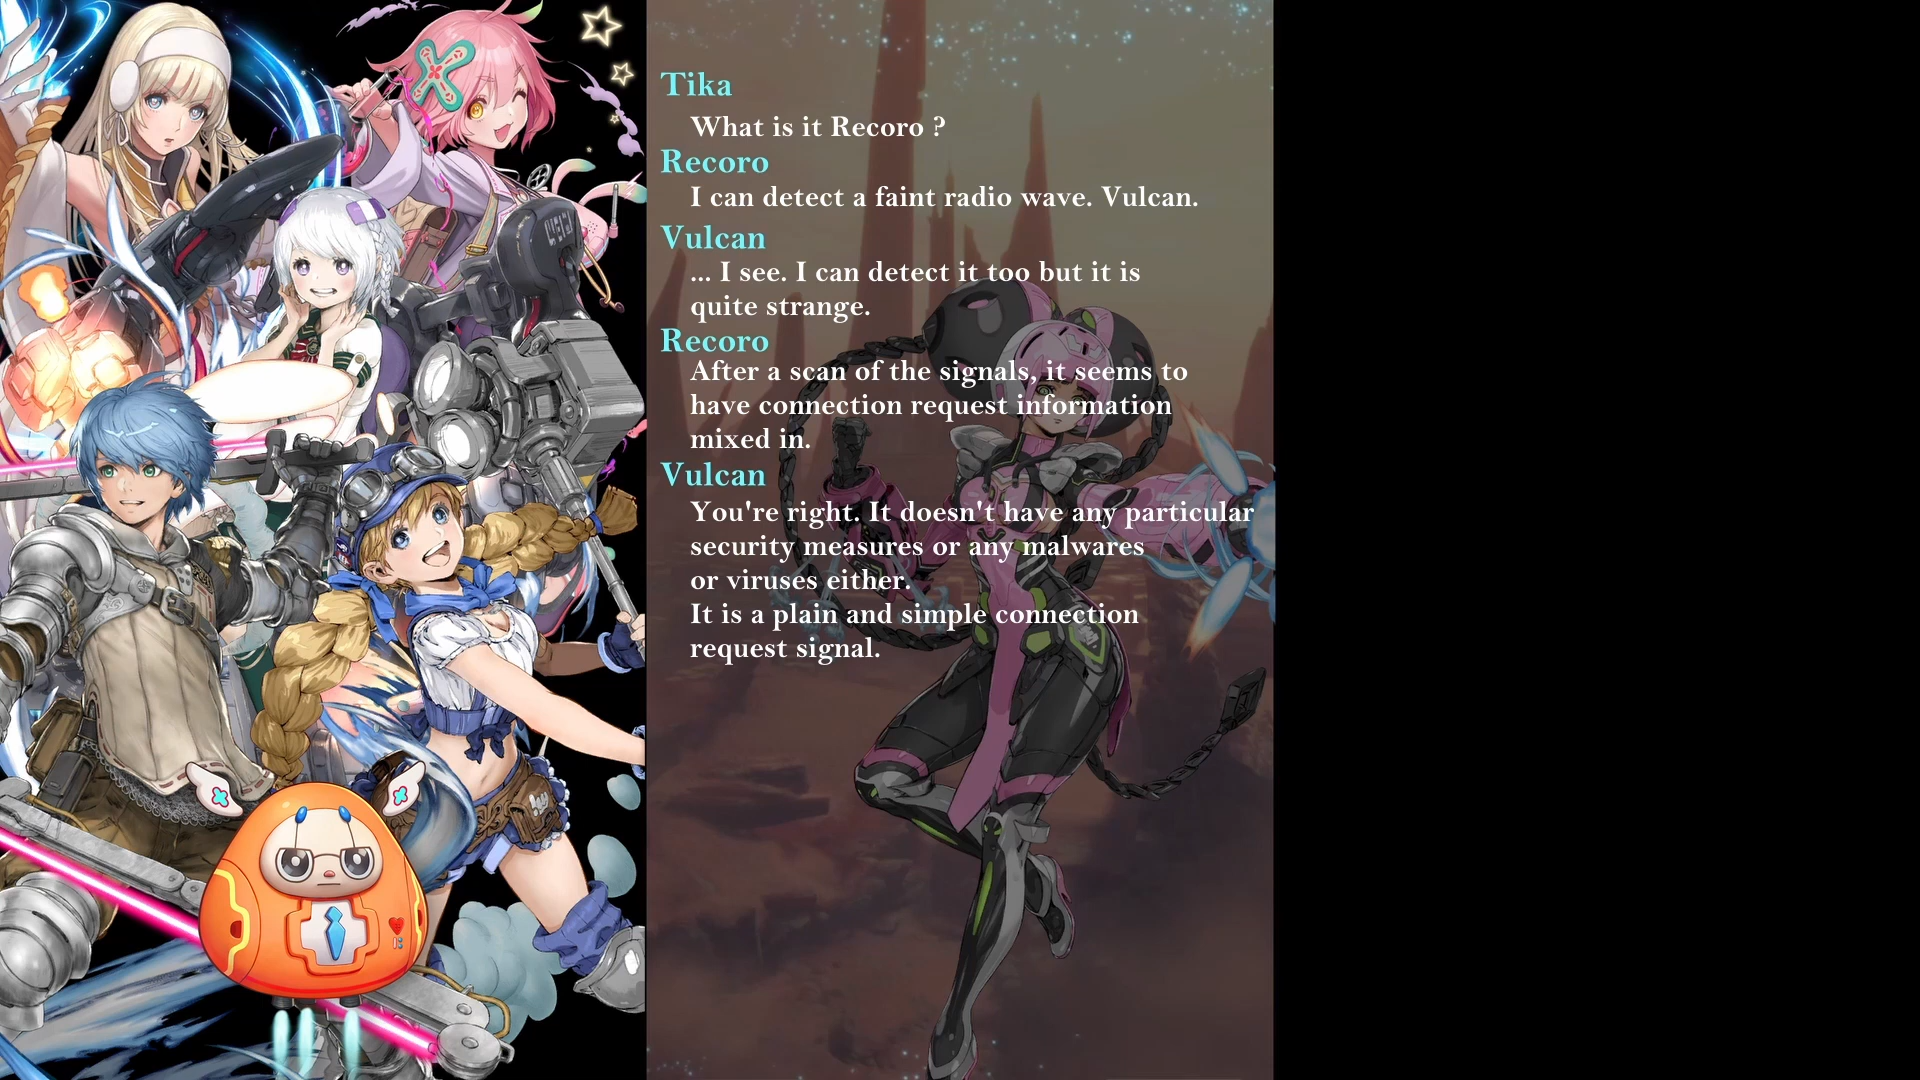 Tika
What is it Recoro ?
Recoro
I can detect a faint radio wave. Vulcan.
Vulcan
... I see. I can detect it too but it is
quite strange.
Recoro
After a scan of the signals, it seems to
have connection request information
mixed in.
Vulcan
You're right. It doesn't have any particular
security measures or any malwares
or viruses either.
It is a plain and simple connection
request signal.